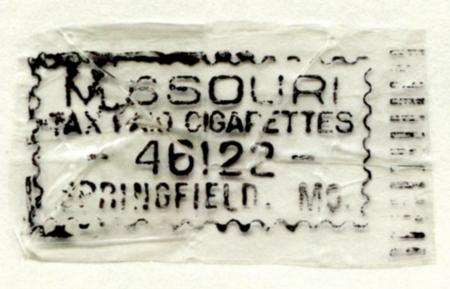 MISSOURI
TAX PAID CIGARETTES
- 46122 -
SPRINGFIELD, MO.